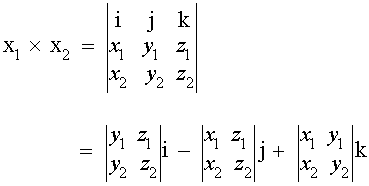 x₁ × x₂ = | i j k |
| x₁ y₁ z₁ |
| x₂ y₂ z₂ |
= | y₁ z₁ | i − | x₁ z₁ | j + | x₁ y₁ | k
| y₂ z₂ | | x₂ z₂ | | x₂ y₂ |